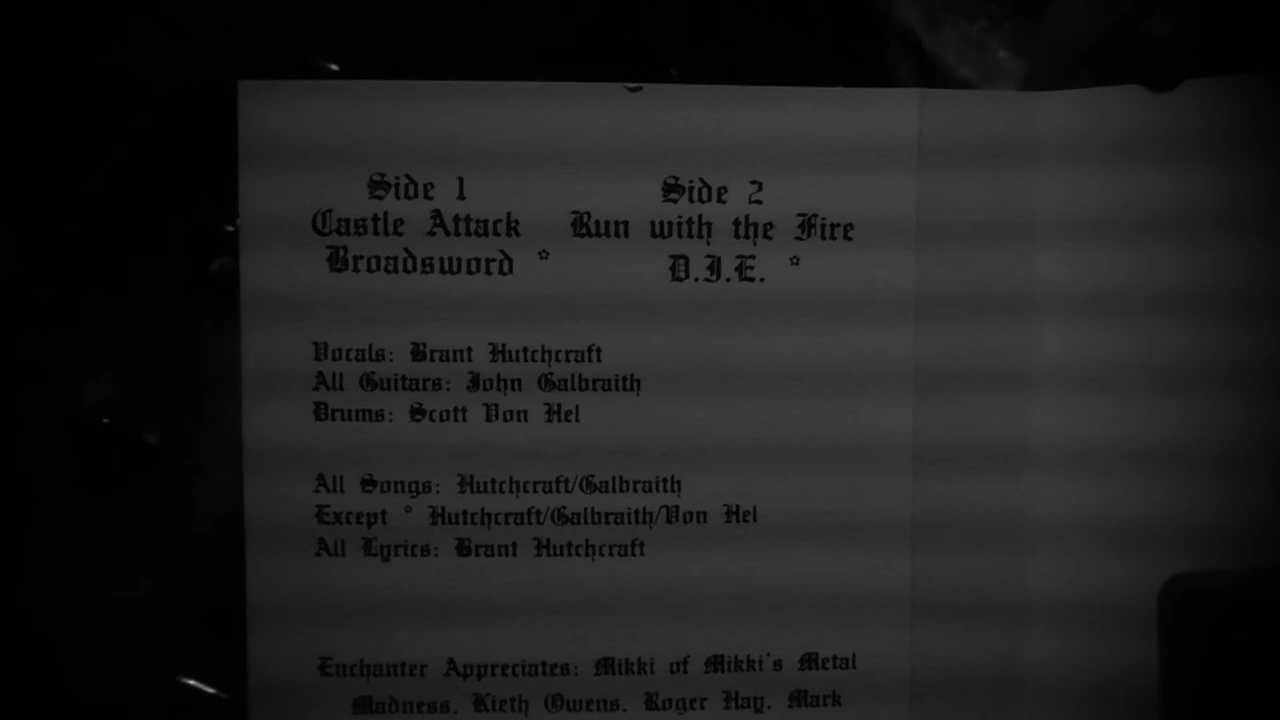 Side 1
Castle Attack
Broadsword *
Side 2
Run with the Fire
D.I.E. *
Vocals: Brant Hutchcraft
All Guitars: John Galbraith
Drums: Scott Von Hel
All Songs: Hutchcraft/Galbraith
Except * Hutchcraft/Galbraith/Von Hel
All Lyrics: Brant Hutchcraft
Enchanter Appreciates: Mikki of Mikki's Metal
Madness, Kieth Owens, Roger Hay, Mark